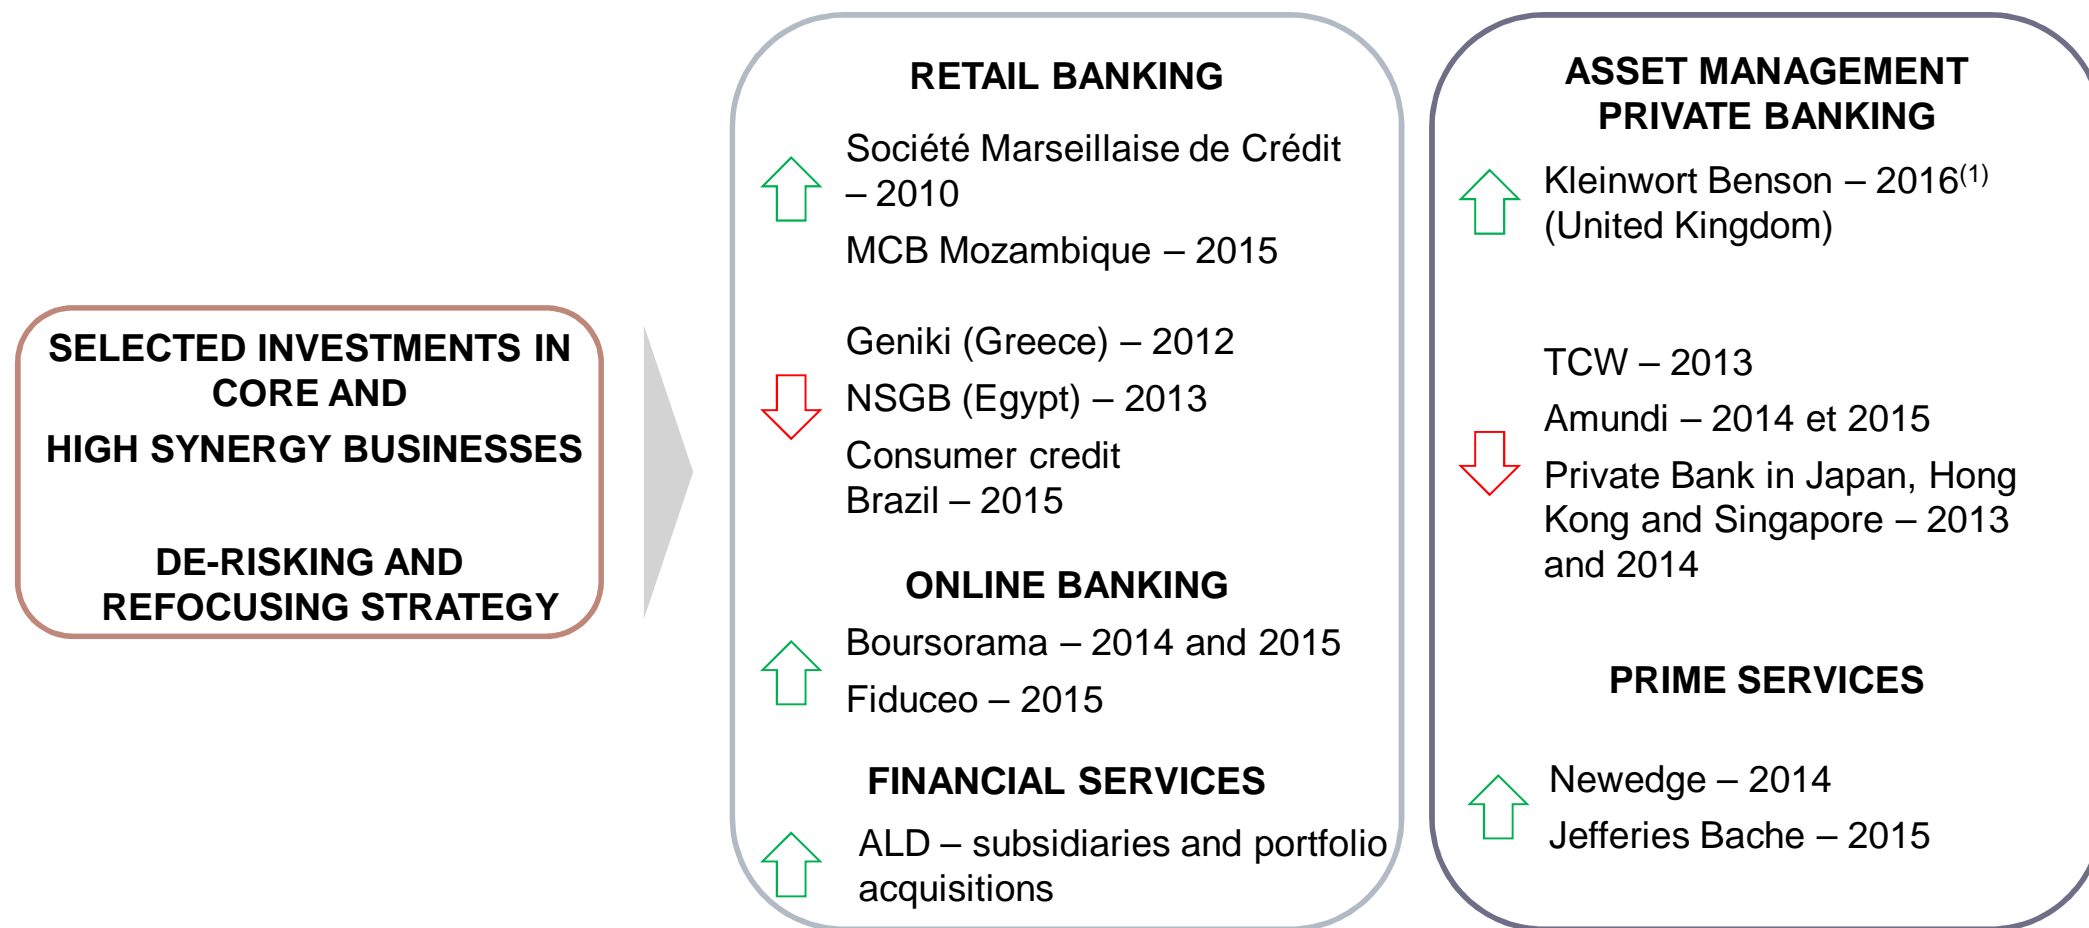 SELECTED INVESTMENTS IN
CORE AND
HIGH SYNERGY BUSINESSES
DE-RISKING AND
REFOCUSING STRATEGY
RETAIL BANKING
Société Marseillaise de Crédit
– 2010
MCB Mozambique – 2015
Geniki (Greece) – 2012
NSGB (Egypt) – 2013
Consumer credit
Brazil – 2015
ONLINE BANKING
Boursorama – 2014 and 2015
Fiduceo – 2015
FINANCIAL SERVICES
ALD – subsidiaries and portfolio
acquisitions
ASSET MANAGEMENT
PRIVATE BANKING
Kleinwort Benson – 2016(1)
(United Kingdom)
TCW – 2013
Amundi – 2014 et 2015
Private Bank in Japan, Hong
Kong and Singapore – 2013
and 2014
PRIME SERVICES
Newedge – 2014
Jefferies Bache – 2015